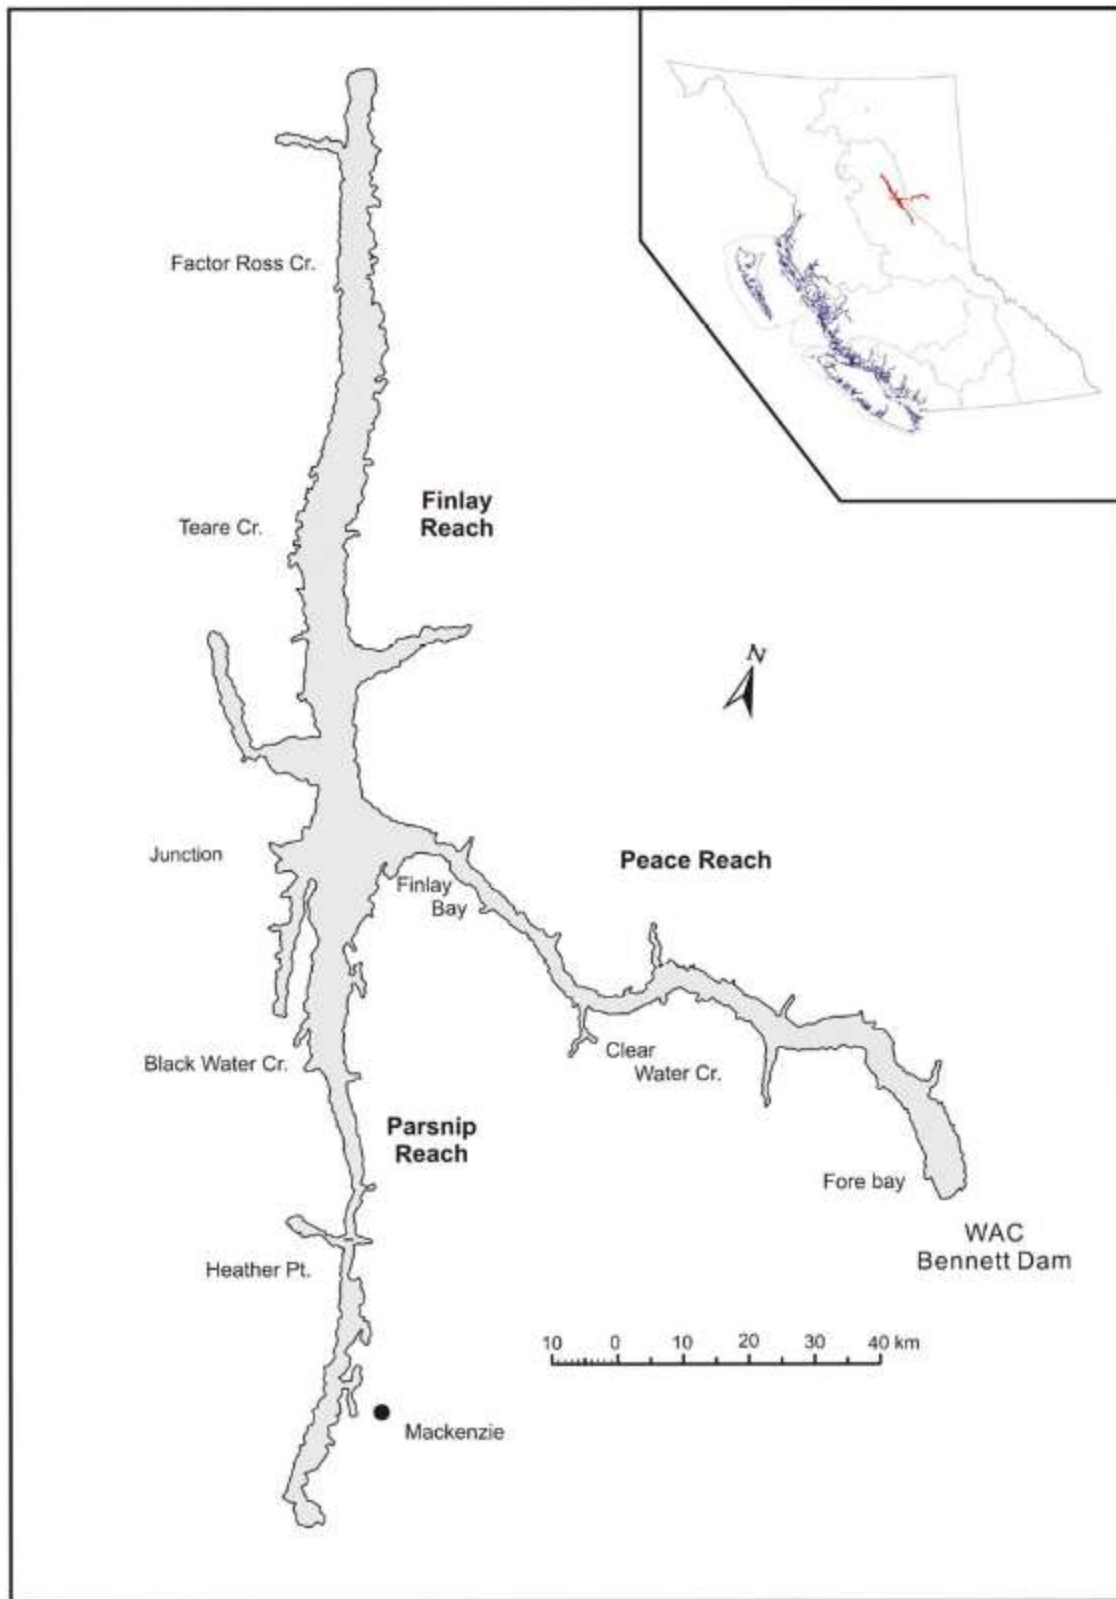 Factor Ross Cr.
Finlay
Reach
Teare Cr.
N
Junction
Peace Reach
Finlay
Bay
Clear
Water Cr.
Black Water Cr.
Parsnip
Reach
Fore bay
WAC
Bennett Dam
Heather Pt.
10 0 10 20 30 40 km
Mackenzie